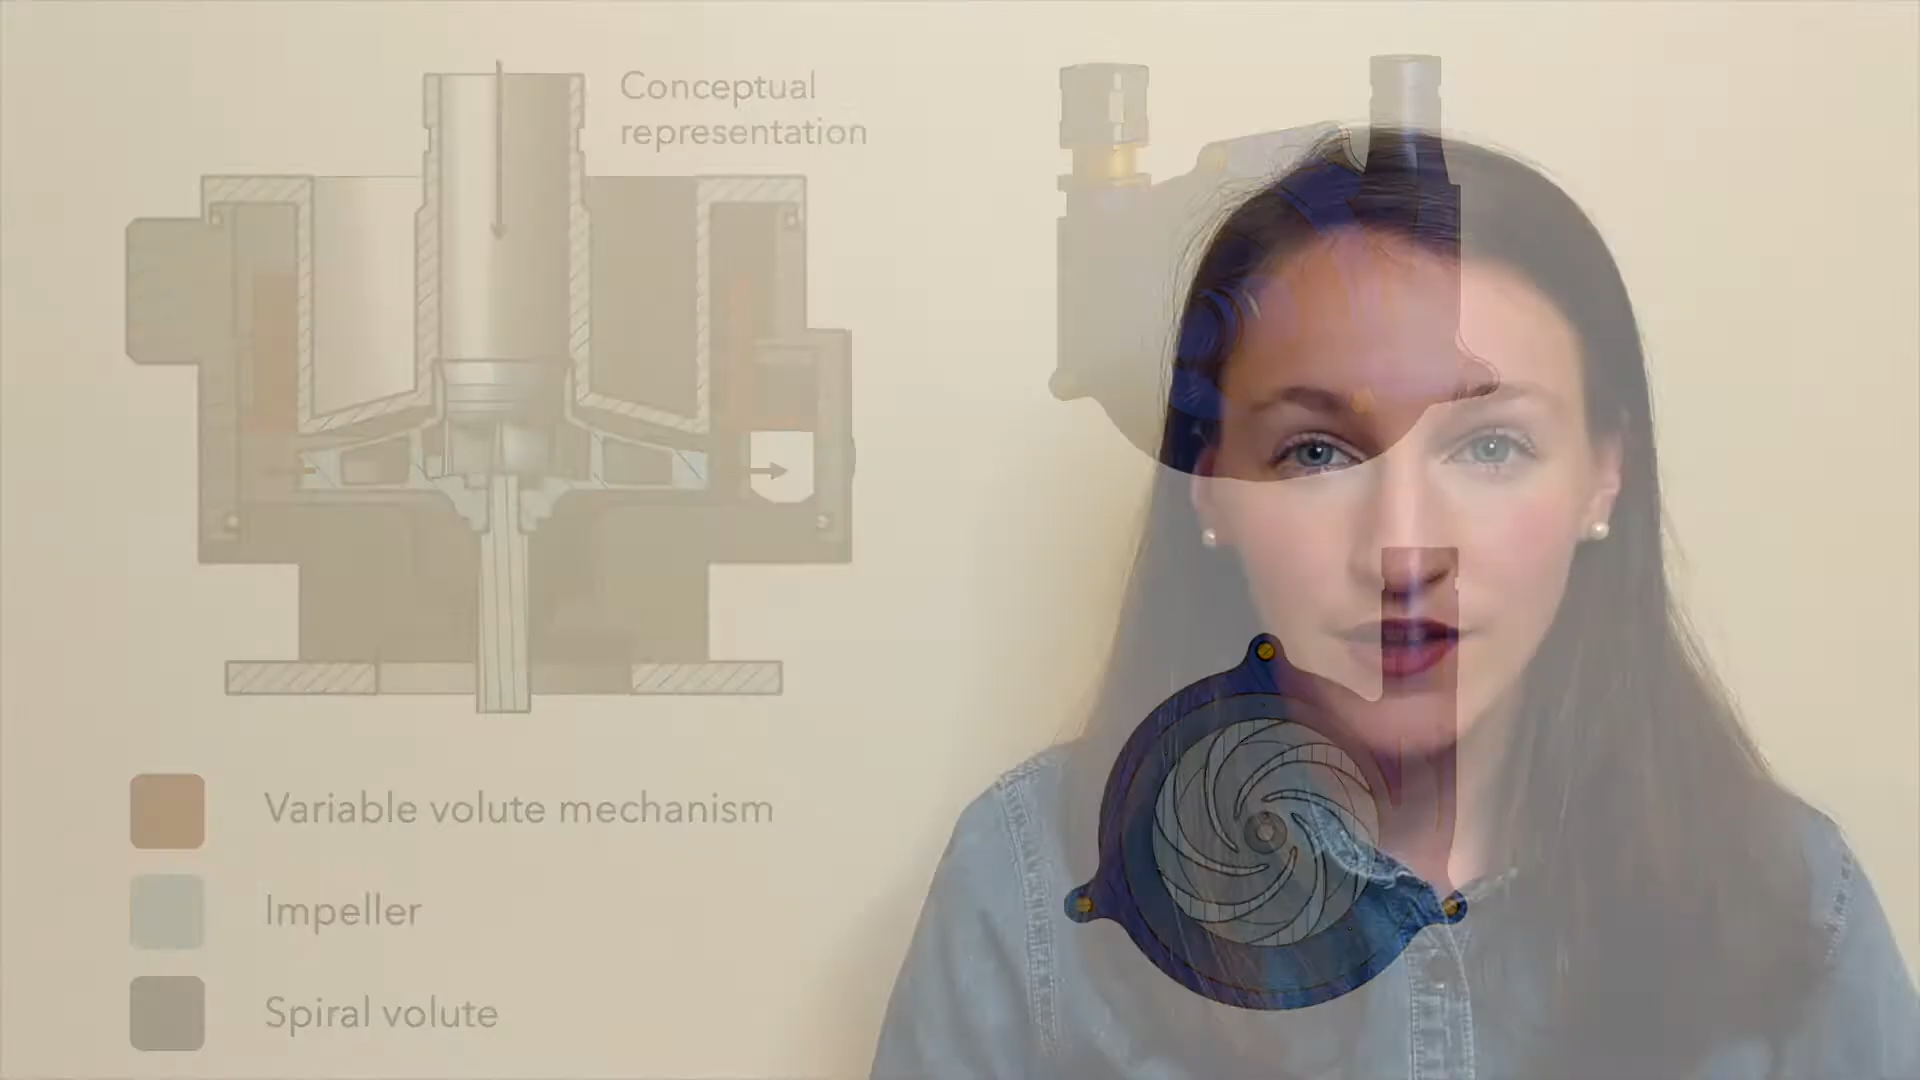 Conceptual
representation
Variable volute mechanism
Impeller
Spiral volute